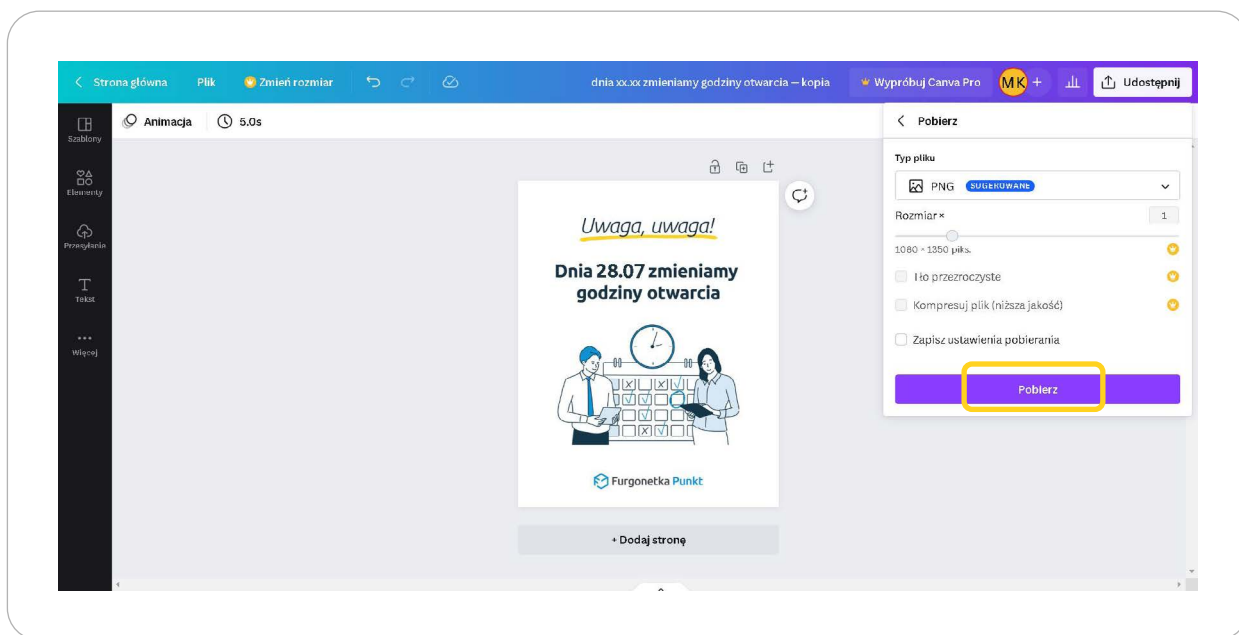 Strona główna Plik Zmień rozmiar dnia xx.xx zmieniamy godziny otwarcia – kopia Wypróbuj Canva Pro MK + Udostępnij
Animacja 5.0s
Pobierz
Szablony
Elementy
Przesyłanie
Tekst
Więcej
Uwaga, uwaga!
Dnia 28.07 zmieniamy
godziny otwarcia
Furgonetka Punkt
+ Dodaj stronę
Typ pliku
PNG SUGEROWANE
Rozmiar × 1
1080 × 1350 piks.
Tło przezroczyste
Kompresuj plik (niższa jakość)
Zapisz ustawienia pobierania
Pobierz